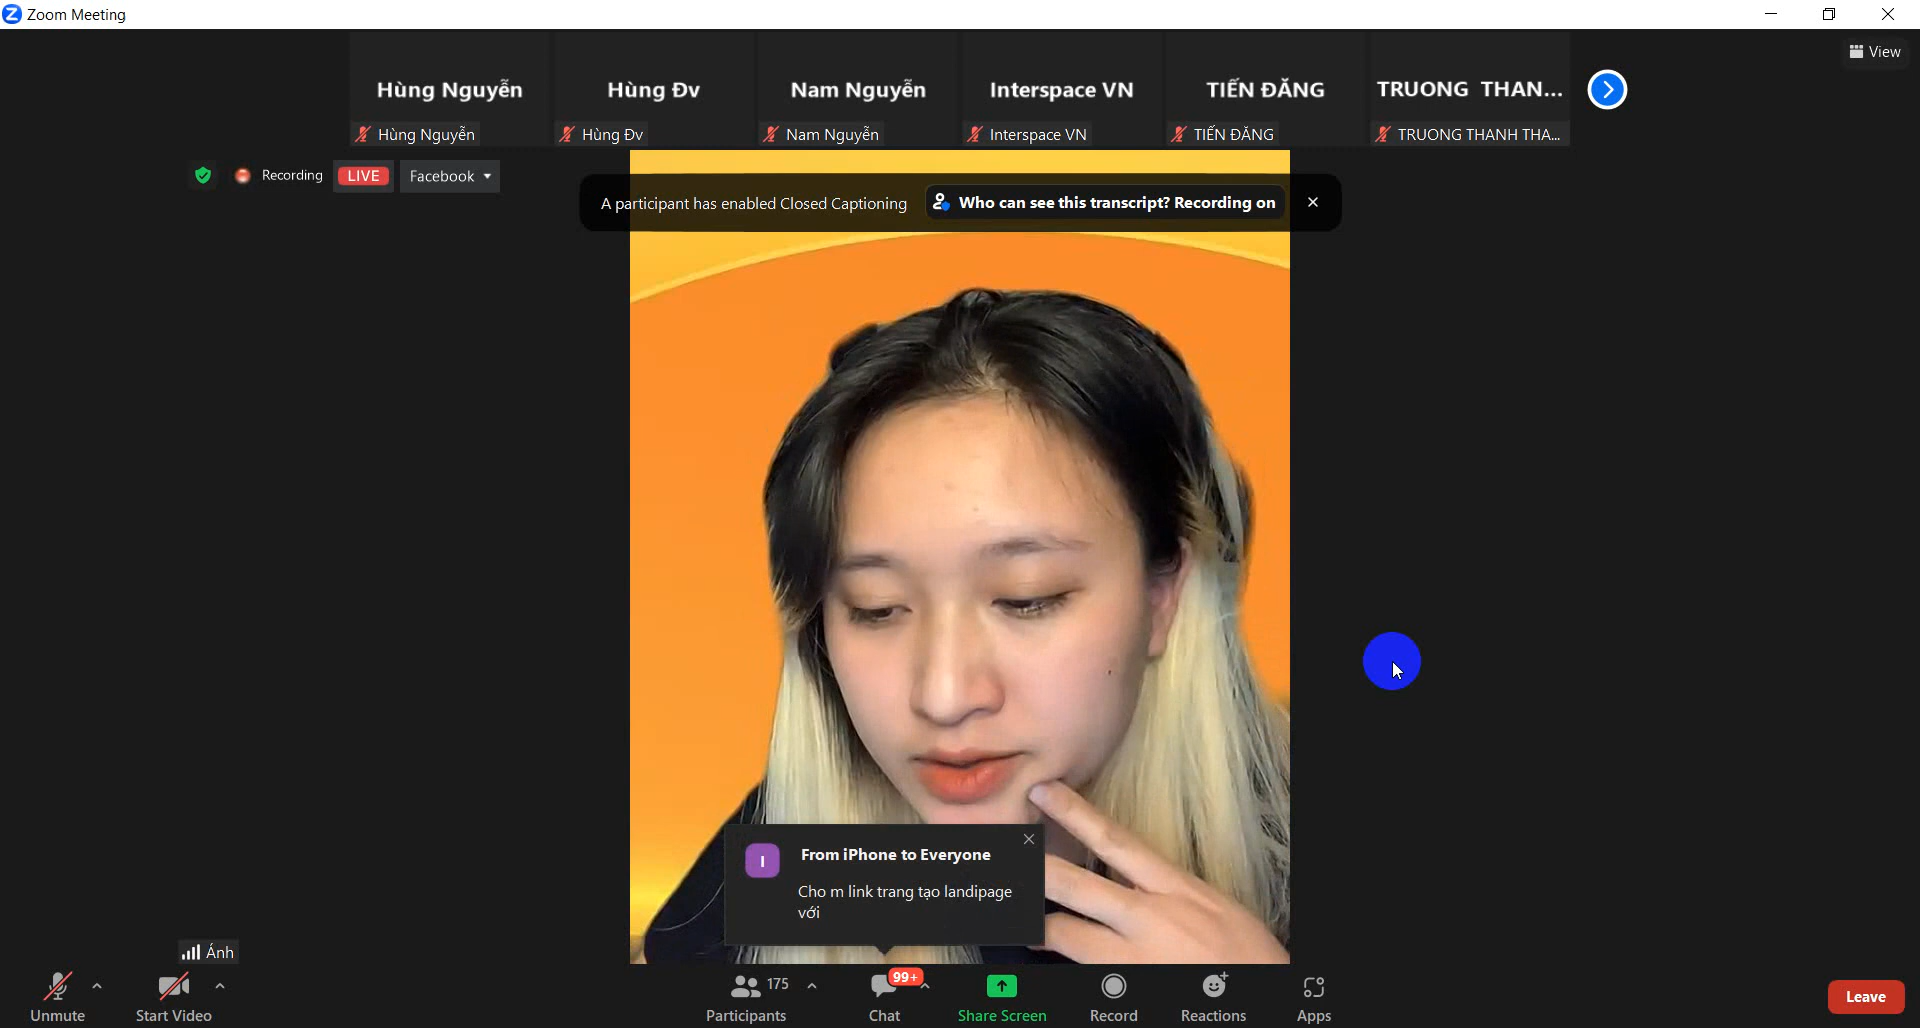 Zoom Meeting
View
Hùng Nguyễn
Hùng Đv
Nam Nguyễn
Interspace VN
TIẾN ĐĂNG
TRUONG THAN...
Hùng Nguyễn
Hùng Đv
Nam Nguyễn
Interspace VN
TIẾN ĐĂNG
TRUONG THANH THA...
Recording
LIVE
Facebook
A participant has enabled Closed Captioning
Who can see this transcript? Recording on
I
From iPhone to Everyone
Cho m link trang tạo landipage
với
Ánh
Unmute
Start Video
175
Participants
99+
Chat
Share Screen
Record
Reactions
Apps
Leave